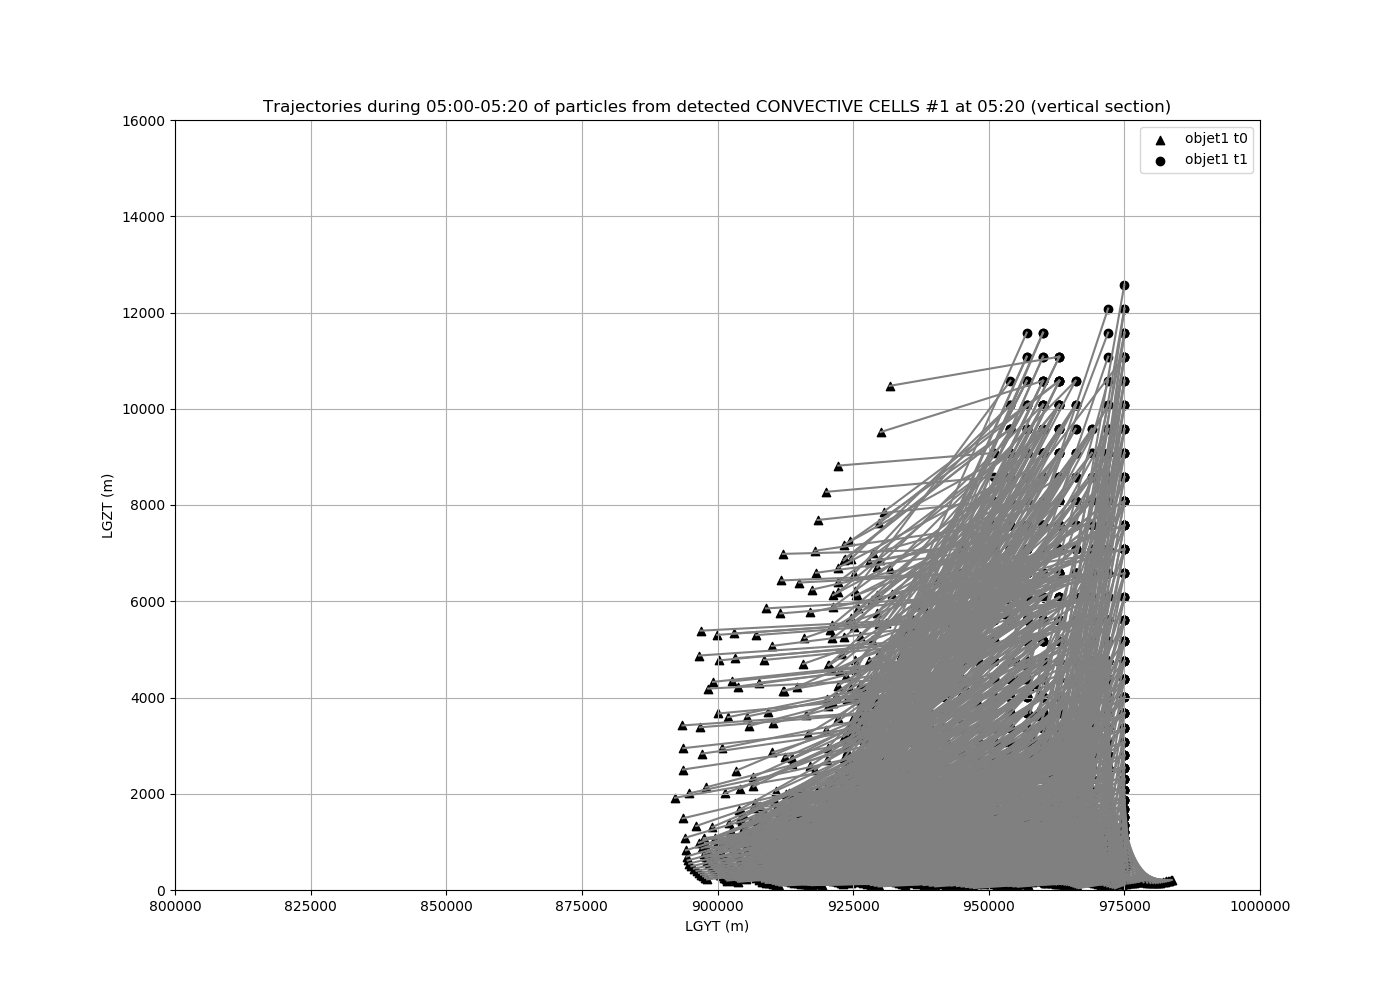 Trajectories during 05:00-05:20 of particles from detected CONVECTIVE CELLS #1 at 05:20 (vertical section)
objet1 t0
objet1 t1
16000
14000
12000
10000
8000
6000
4000
2000
0
LGZT (m)
800000 825000 850000 875000 900000 925000 950000 975000 1000000
LGYT (m)